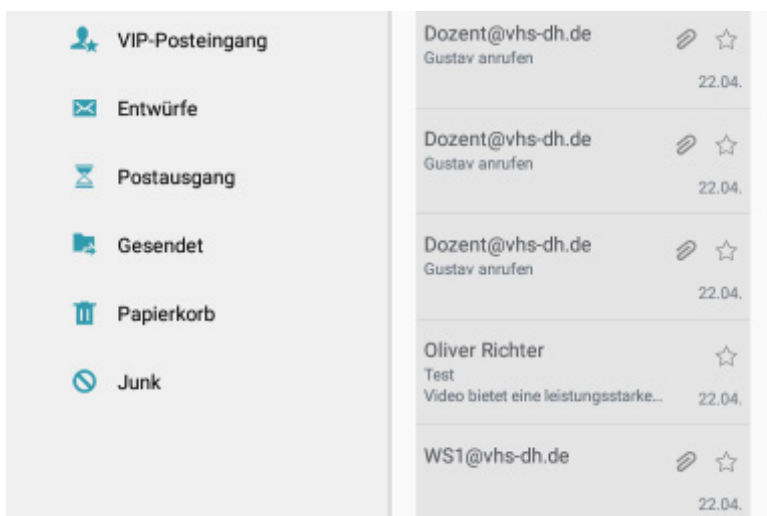 VIP-Posteingang
Entwürfe
Postausgang
Gesendet
Papierkorb
Junk
Dozent@vhs-dh.de
Gustav anrufen
22.04.
Dozent@vhs-dh.de
Gustav anrufen
22.04.
Dozent@vhs-dh.de
Gustav anrufen
22.04.
Oliver Richter
Test
Video bietet eine leistungsstarke... 22.04.
WS1@vhs-dh.de
22.04.